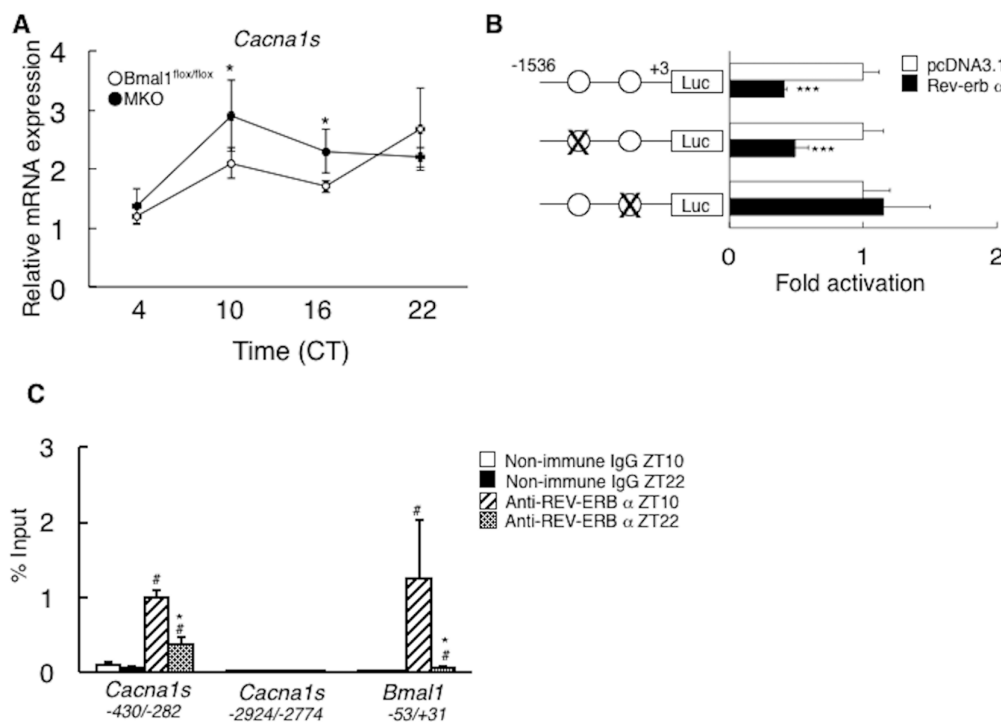 A
Cacna1s
Relative mRNA expression
4
3
2
1
0
Bmal1flox/flox
MKO
*
*
4 10 16 22
Time (CT)
B
-1536 +3 Luc
***
Luc
***
X
Luc
X
pcDNA3.1
Rev-erb α
0 1 2
Fold activation
C
% Input
3
2
1
0
#
*
#
#
*
#
Non-immune IgG ZT10
Non-immune IgG ZT22
Anti-REV-ERB α ZT10
Anti-REV-ERB α ZT22
Cacna1s Cacna1s Bmal1
-430/-282 -2924/-2774 -53/+31